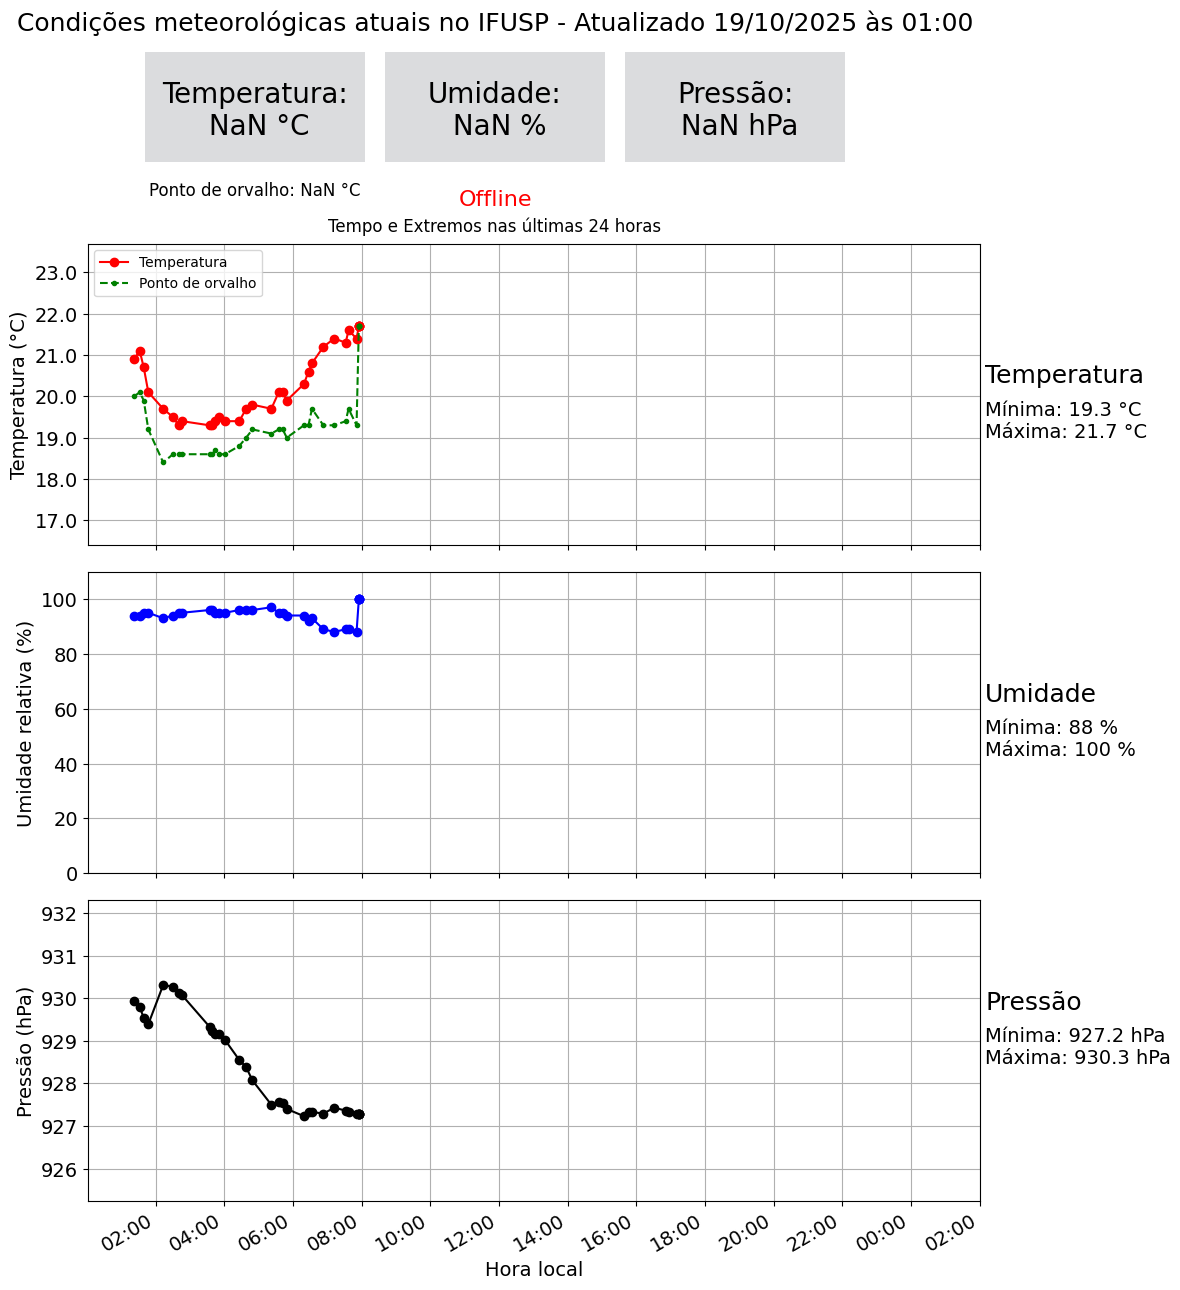 Condições meteorológicas atuais no IFUSP - Atualizado 19/10/2025 às 01:00
Temperatura:
NaN °C
Umidade:
NaN %
Pressão:
NaN hPa
Ponto de orvalho: NaN °C
Offline
Tempo e Extremos nas últimas 24 horas
Temperatura
Ponto de orvalho
Temperatura (°C)
23.0
22.0
21.0
20.0
19.0
18.0
17.0
Temperatura
Mínima: 19.3 °C
Máxima: 21.7 °C
Umidade relativa (%)
100
80
60
40
20
0
Umidade
Mínima: 88 %
Máxima: 100 %
Pressão (hPa)
932
931
930
929
928
927
926
Pressão
Mínima: 927.2 hPa
Máxima: 930.3 hPa
02:00 04:00 06:00 08:00 10:00 12:00 14:00 16:00 18:00 20:00 22:00 00:00 02:00
Hora local